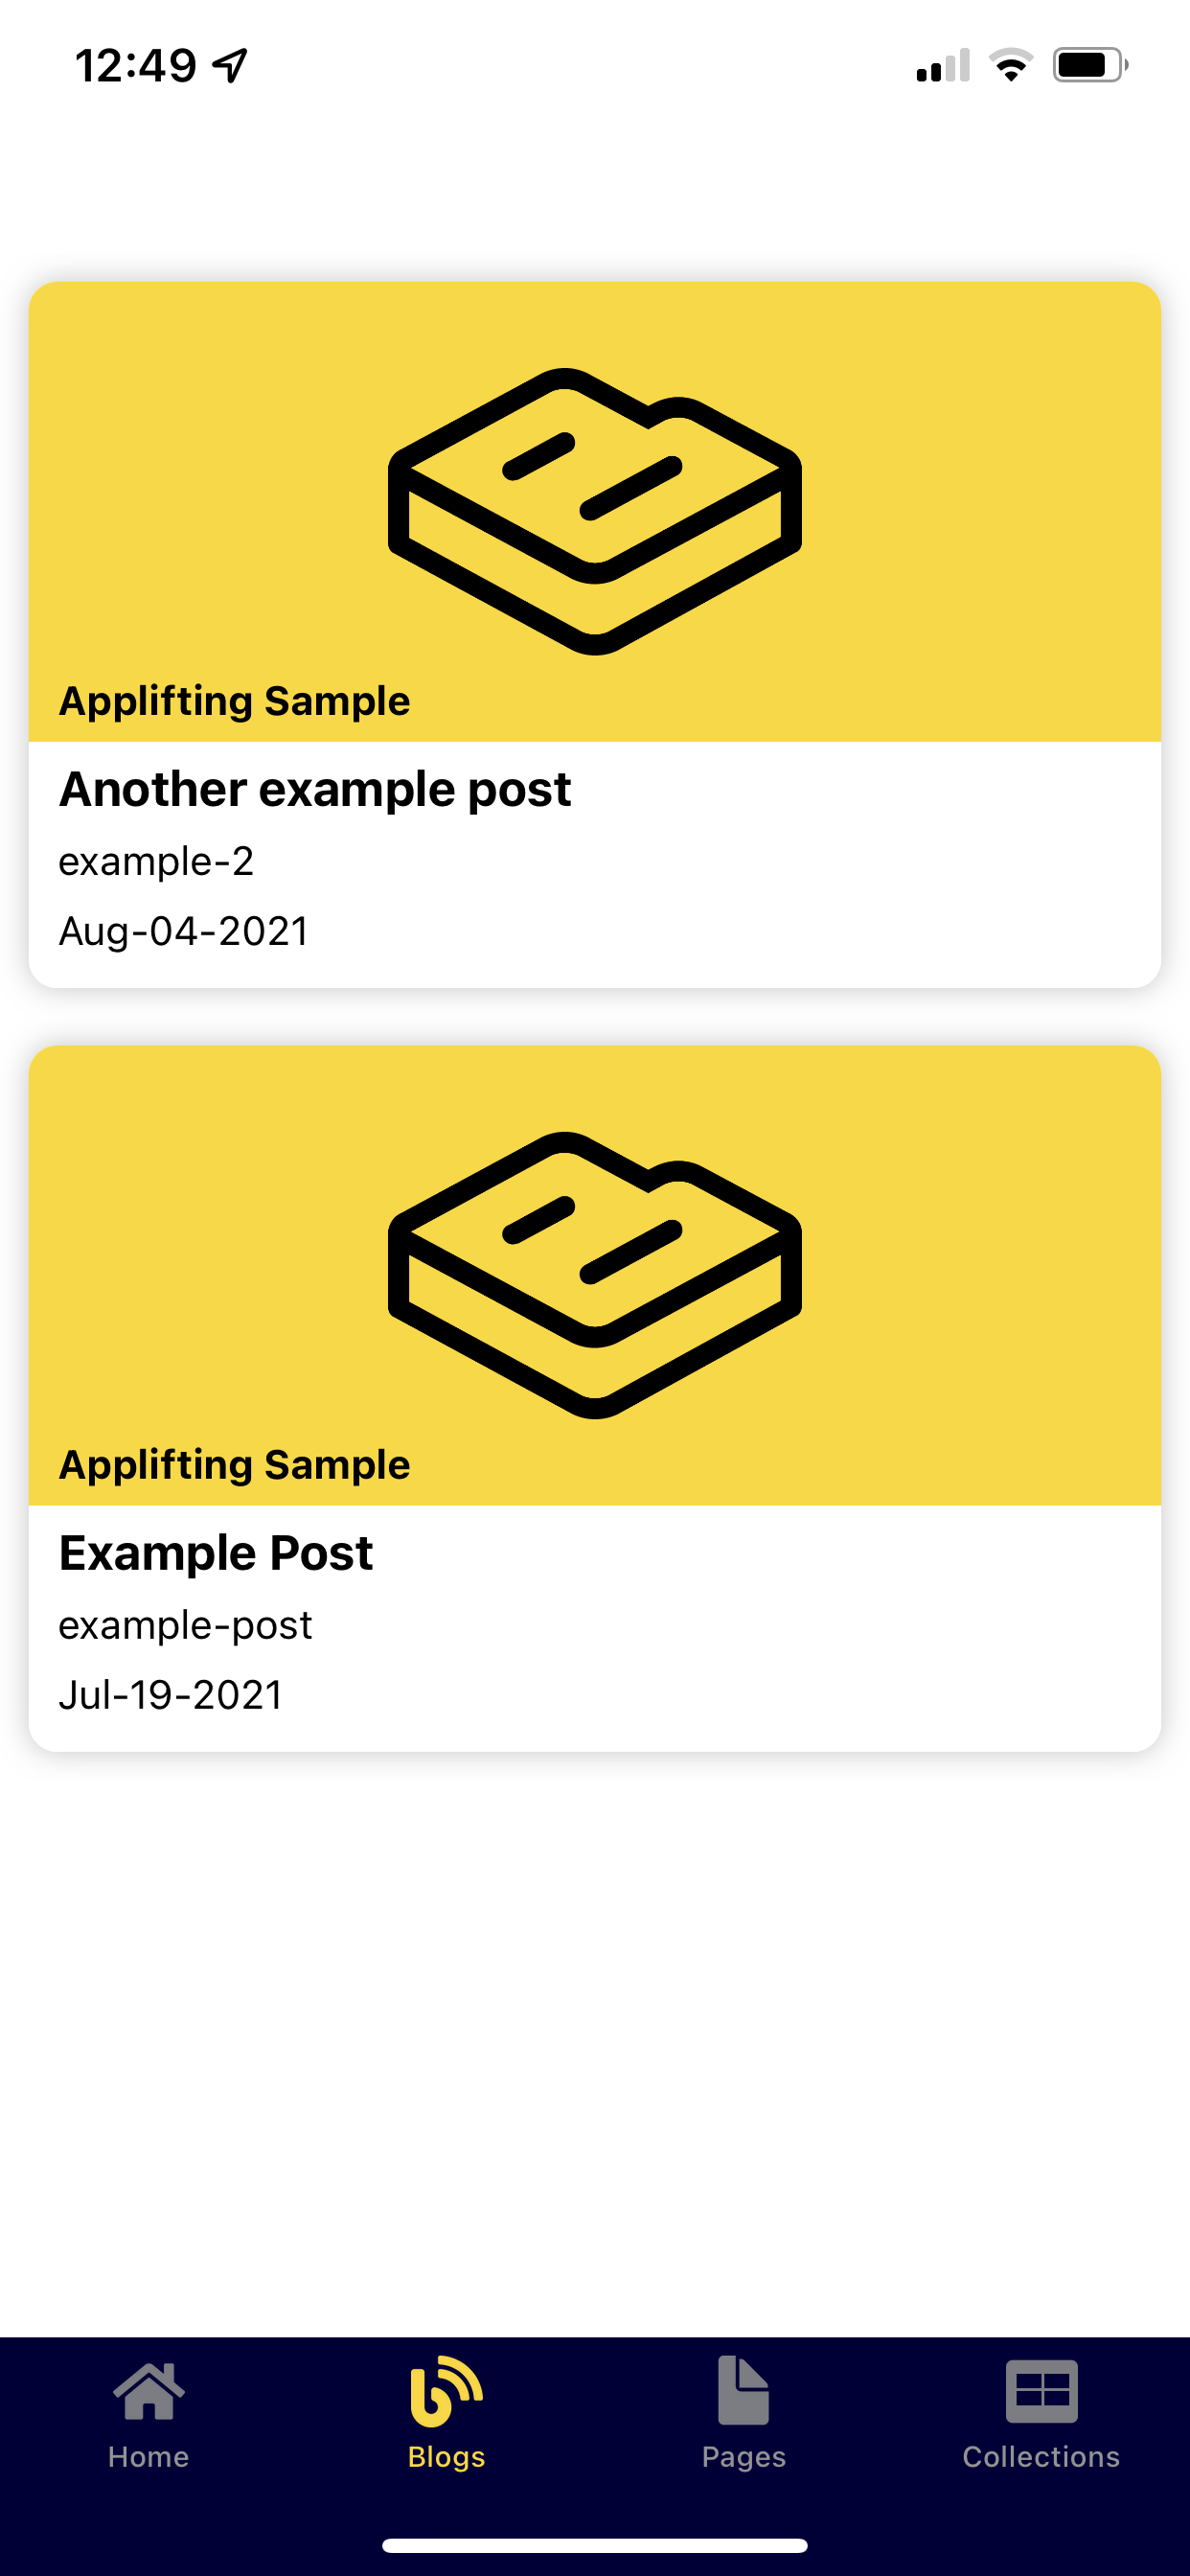 12:49
Applifting Sample
Another example post
example-2
Aug-04-2021
Applifting Sample
Example Post
example-post
Jul-19-2021
Home
Blogs
Pages
Collections